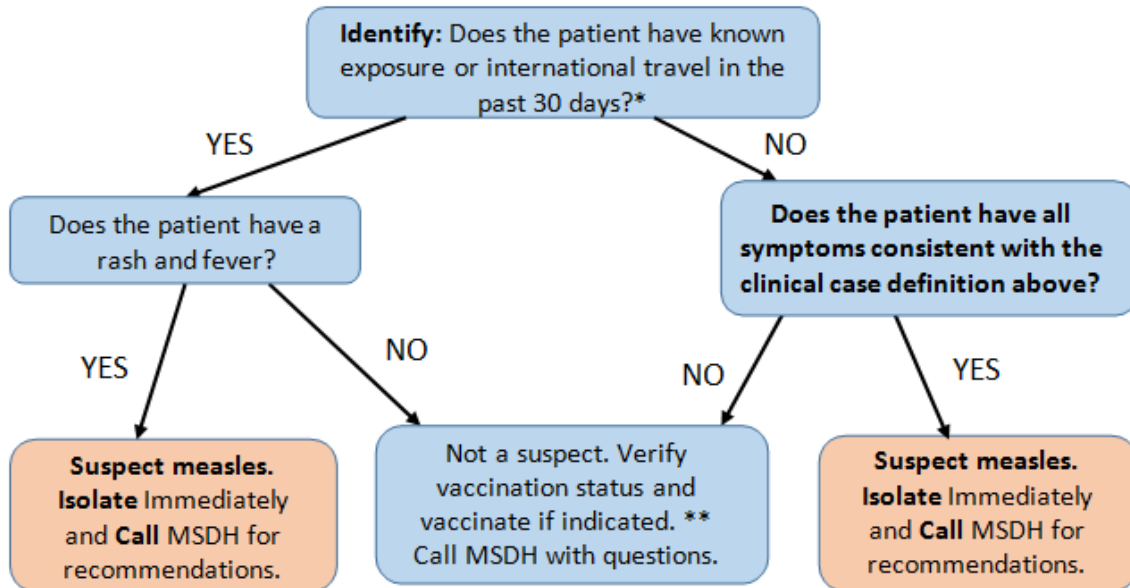 Identify: Does the patient have known
exposure or international travel in the
past 30 days?*
YES
NO
Does the patient have a
rash and fever?
Does the patient have all
symptoms consistent with the
clinical case definition above?
YES
NO
NO
YES
Suspect measles.
Isolate Immediately
and Call MSDH for
recommendations.
Not a suspect. Verify
vaccination status and
vaccinate if indicated. **
Call MSDH with questions.
Suspect measles.
Isolate Immediately
and Call MSDH for
recommendations.